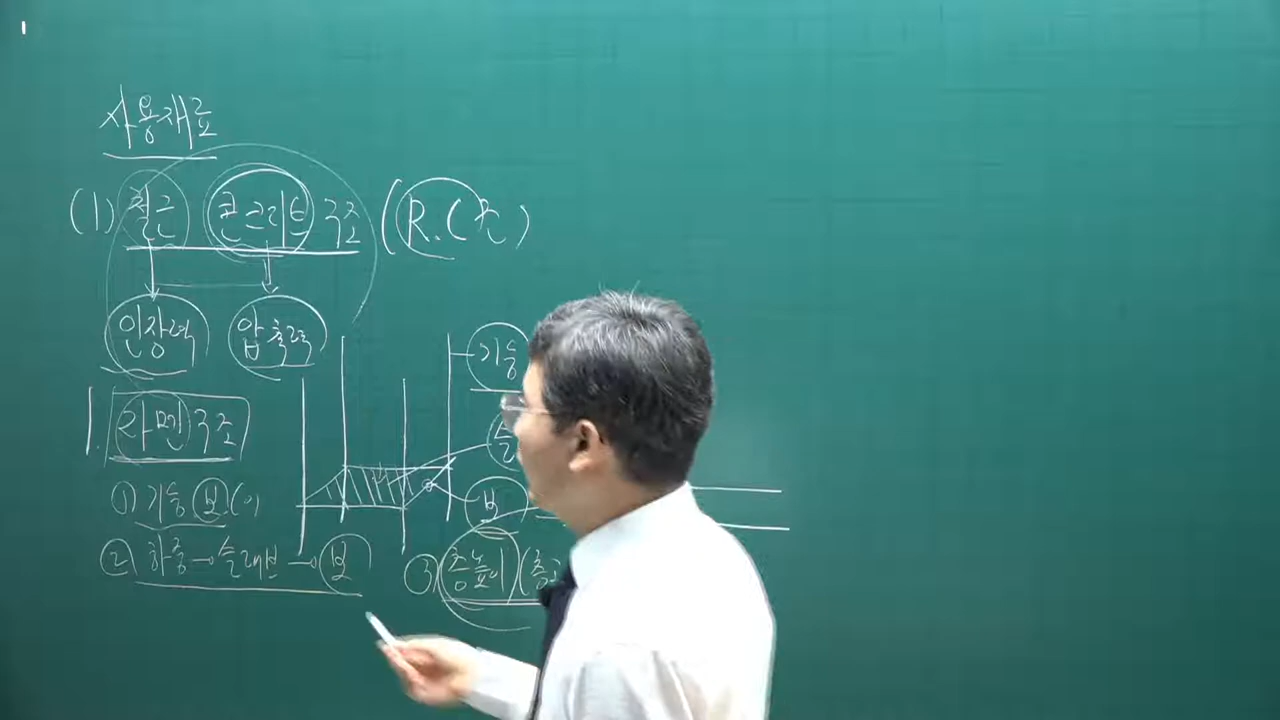 사용재료
(1) 철근 콘크리트 구조 (R.C조)
인장력 압축력
1. 라멘구조
기둥
보
① 기둥 보(이
② 하중→슬래브→보
③ 층높이(층고